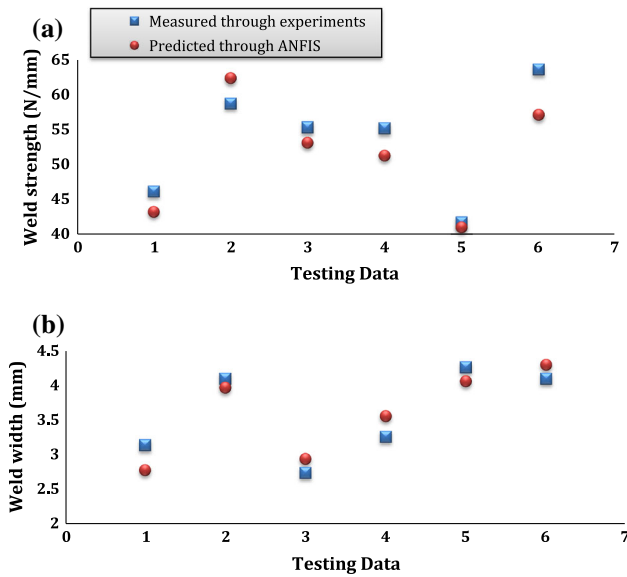 (a)
Measured through experiments
Predicted through ANFIS
Weld strength (N/mm)
65
60
55
50
45
40
0 1 2 3 4 5 6 7
Testing Data
(b)
Weld width (mm)
4.5
4
3.5
3
2.5
2
0 1 2 3 4 5 6 7
Testing Data